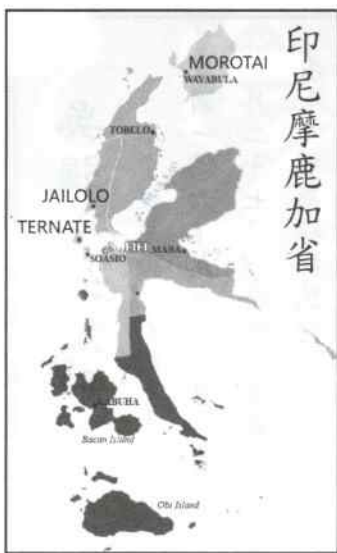 印尼摩鹿加省
MOROTAI
WAYABULA
TOBELO
JAILOLO
TERNATE
MABA
SOASIO
LABUHA
Bacan Island
Obi Island